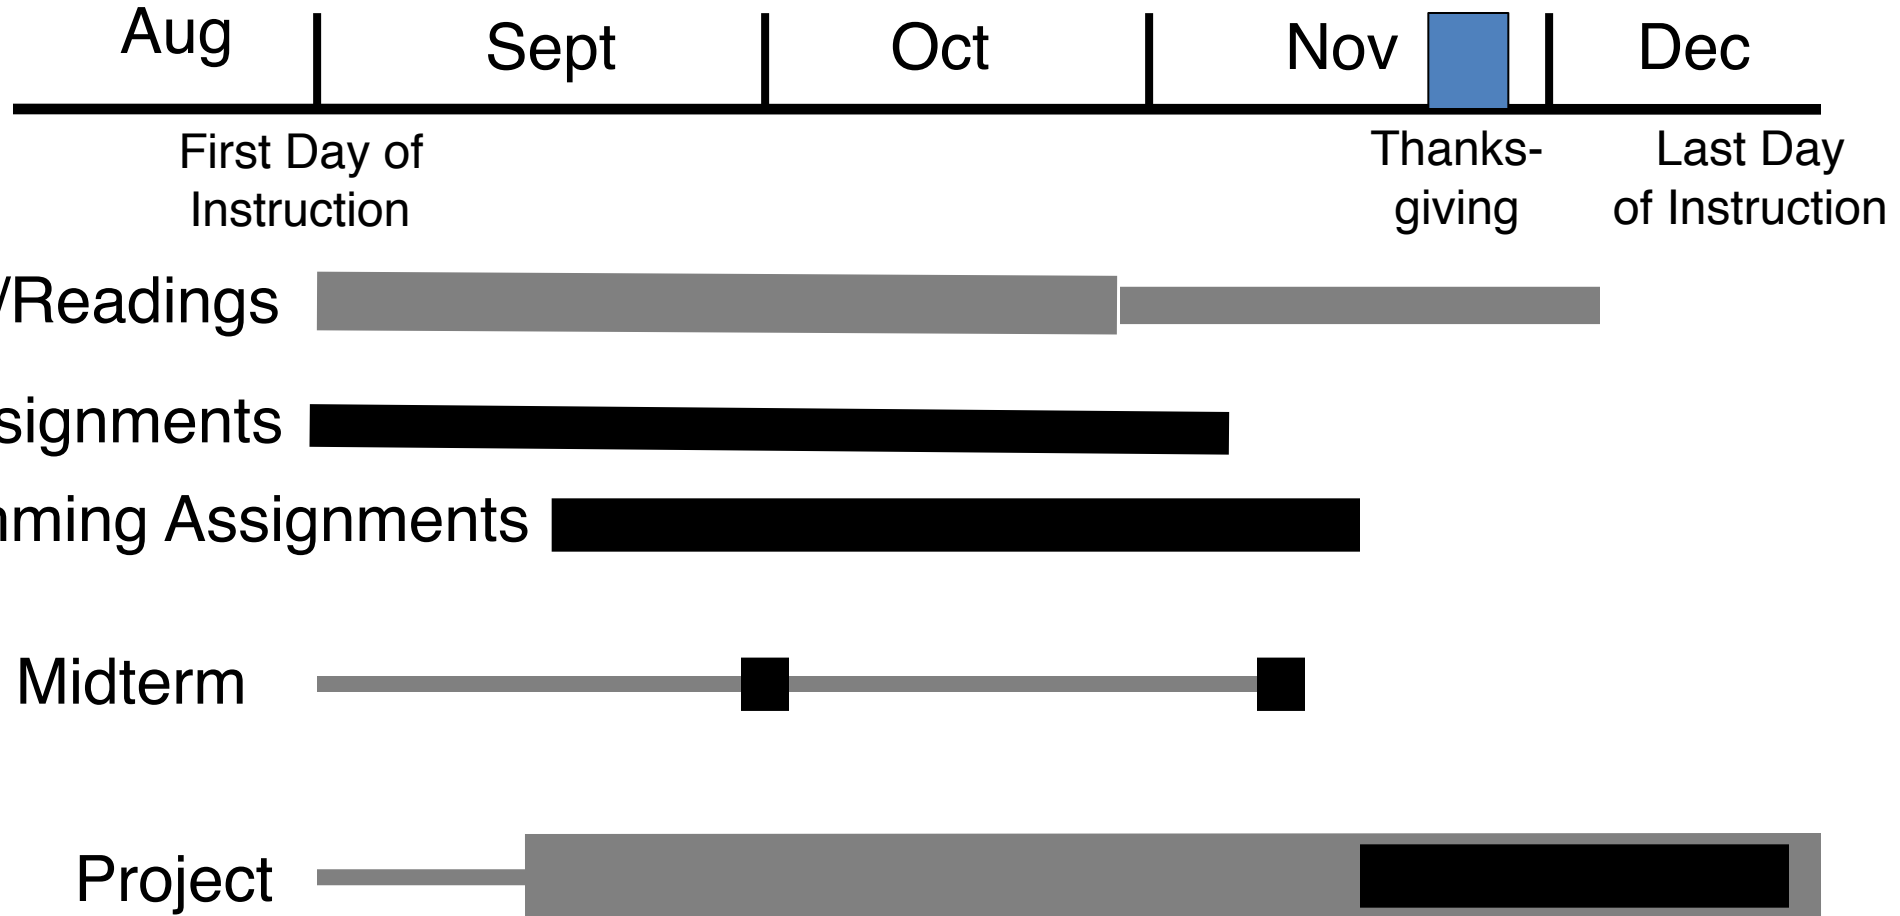 Aug Sept Oct Nov Dec
First Day of
Instruction
Thanks-
giving
Last Day
of Instruction
/Readings
signments
mming Assignments
Midterm
Project